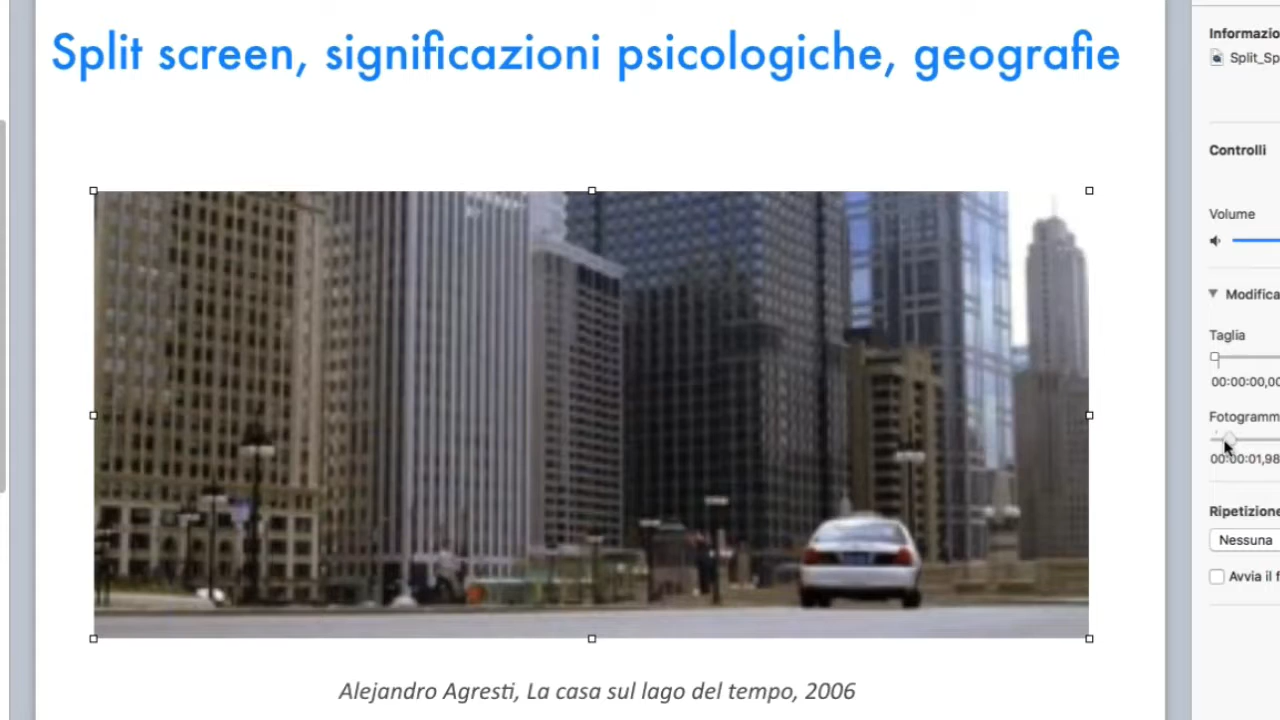 Split screen, significazioni psicologiche, geografie
Alejandro Agresti, La casa sul lago del tempo, 2006
Informazio
Split_Sp
Controlli
Volume
Modifica
Taglia
00:00:00,00
Fotogramm
00:00:01,98
Ripetizione
Nessuna
Avvia il f